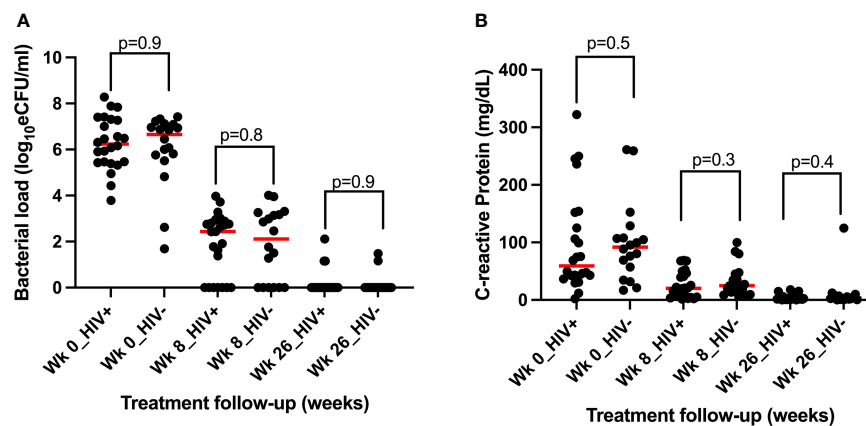 A
Bacterial load (log10eCFU/ml)
10
8
6
4
2
0
p=0.9
p=0.8
p=0.9
Wk 0_HIV+
Wk 0_HIV-
Wk 8_HIV+
Wk 8_HIV-
Wk 26_HIV+
Wk 26_HIV-
Treatment follow-up (weeks)
B
C-reactive Protein (mg/dL)
400
300
200
100
0
p=0.5
p=0.3
p=0.4
Wk 0_HIV+
Wk 0_HIV-
Wk 8_HIV+
Wk 8_HIV-
Wk 26_HIV+
Wk 26_HIV-
Treatment follow-up (weeks)